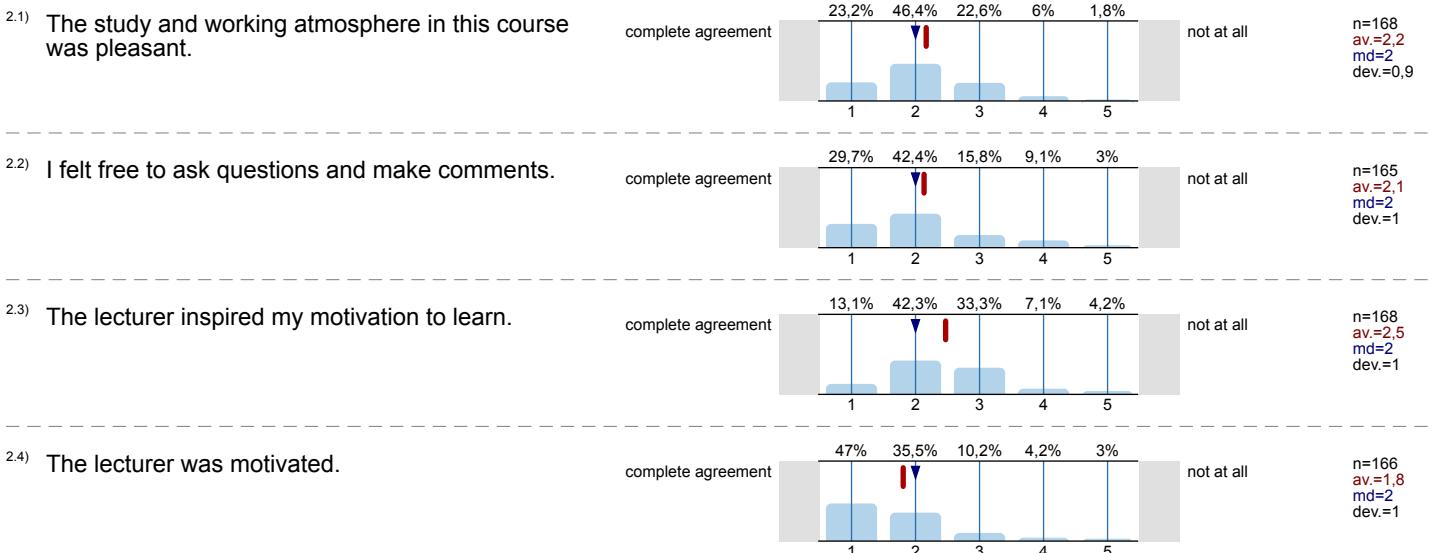 2.1) The study and working atmosphere in this course
was pleasant.
23,2% 46,4% 22,6% 6% 1,8%
complete agreement not at all
1 2 3 4 5
n=168
av.=2,2
md=2
dev.=0,9
2.2) I felt free to ask questions and make comments.
29,7% 42,4% 15,8% 9,1% 3%
complete agreement not at all
1 2 3 4 5
n=165
av.=2,1
md=2
dev.=1
2.3) The lecturer inspired my motivation to learn.
13,1% 42,3% 33,3% 7,1% 4,2%
complete agreement not at all
1 2 3 4 5
n=168
av.=2,5
md=2
dev.=1
2.4) The lecturer was motivated.
47% 35,5% 10,2% 4,2% 3%
complete agreement not at all
1 2 3 4 5
n=166
av.=1,8
md=2
dev.=1